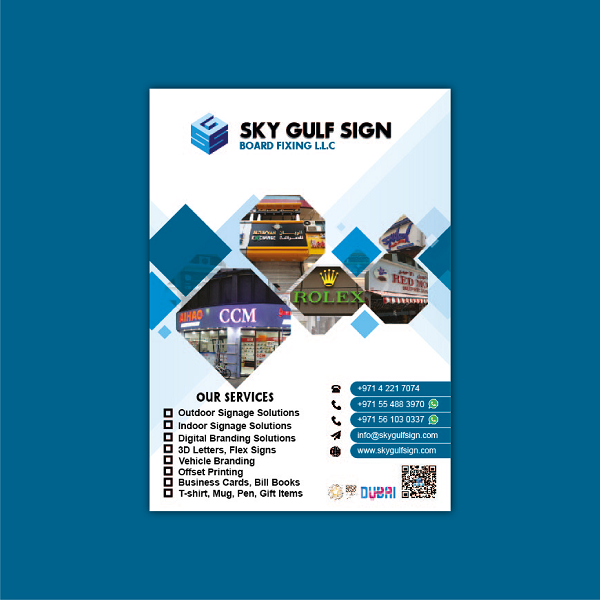 SKY GULF SIGN
BOARD FIXING L.L.C
EXCHANGE
ROLEX
CCM
OUR SERVICES
Outdoor Signage Solutions
Indoor Signage Solutions
Digital Branding Solutions
3D Letters, Flex Signs
Vehicle Branding
Offset Printing
Business Cards, Bill Books
T-shirt, Mug, Pen, Gift Items
+971 4 221 7074
+971 55 488 3970
+971 56 103 0337
info@skygulfsign.com
www.skygulfsign.com
DUBAI